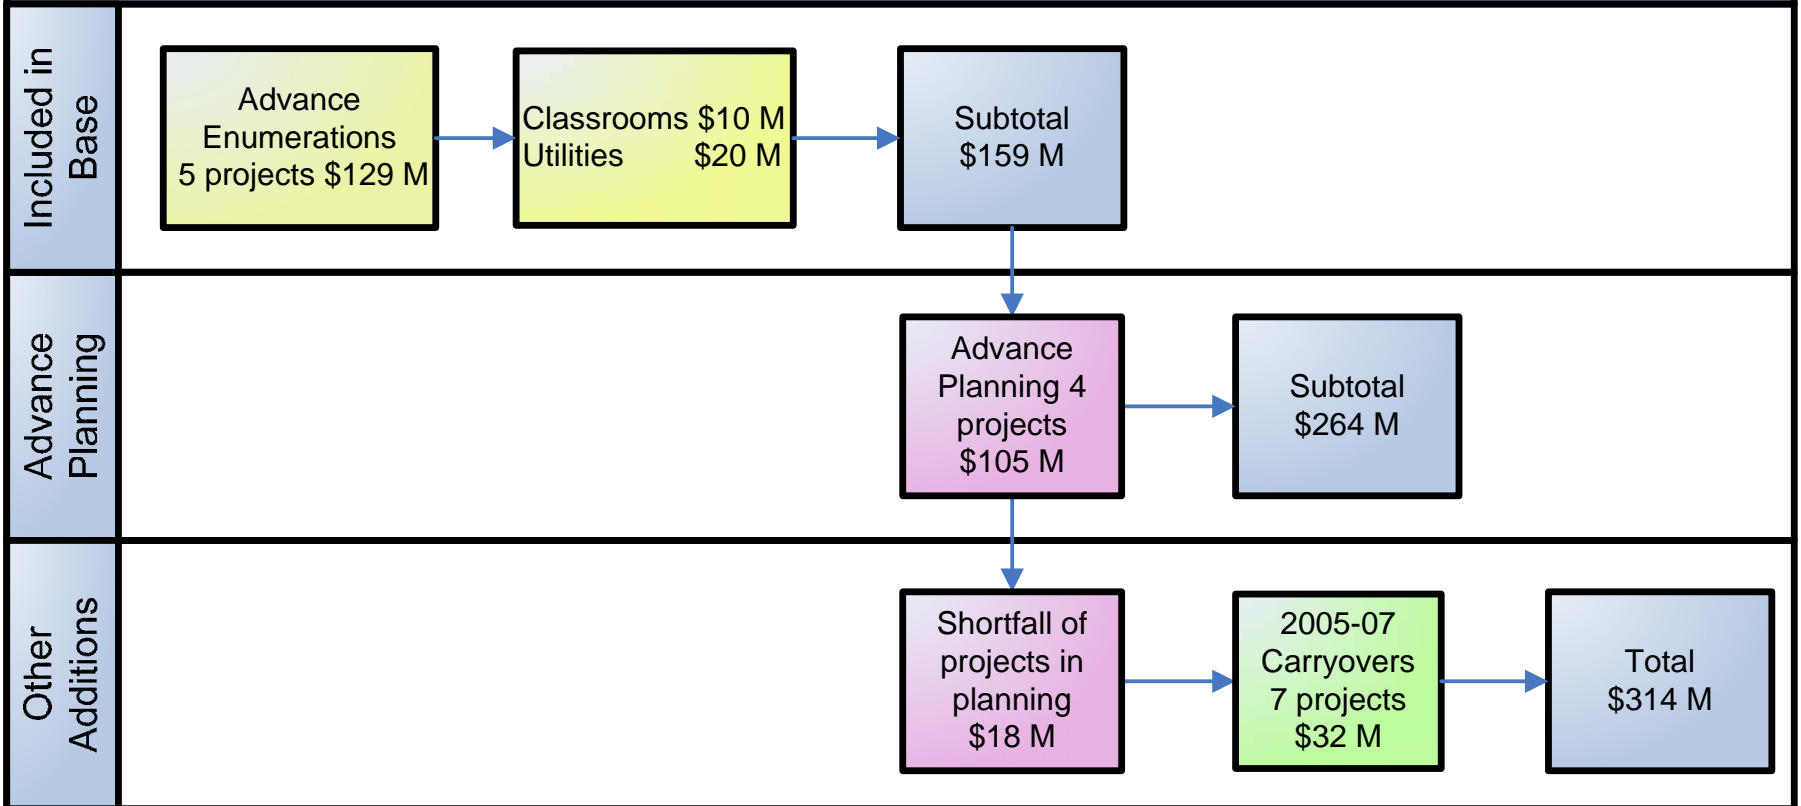 Included in
Base
Advance
Enumerations
5 projects $129 M
Classrooms $10 M
Utilities $20 M
Subtotal
$159 M
Advance
Planning
Advance
Planning 4
projects
$105 M
Subtotal
$264 M
Other
Additions
Shortfall of
projects in
planning
$18 M
2005-07
Carryovers
7 projects
$32 M
Total
$314 M